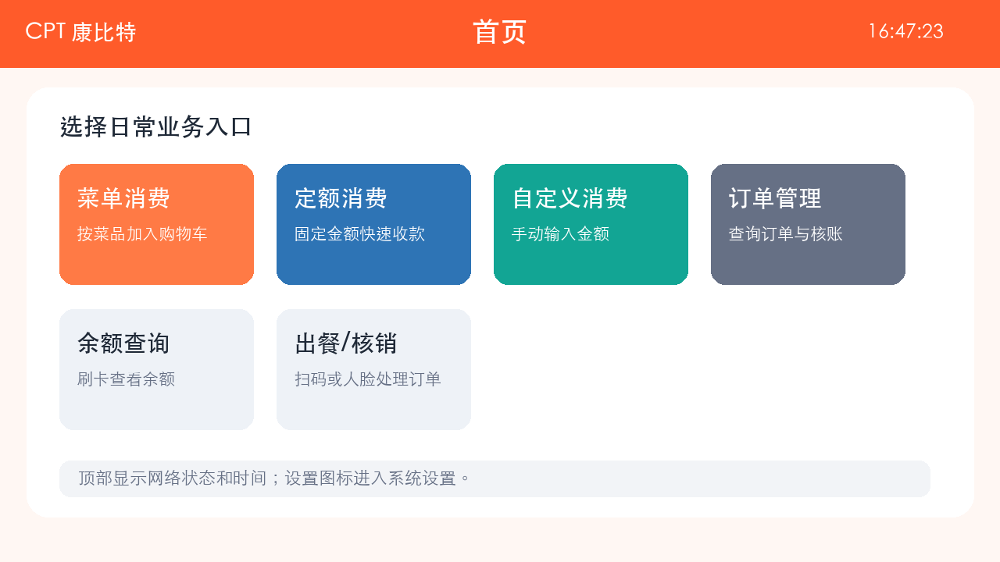 CPT 康比特
首页
16:47:23
选择日常业务入口
菜单消费
按菜品加入购物车
定额消费
固定金额快速收款
自定义消费
手动输入金额
订单管理
查询订单与核账
余额查询
刷卡查看余额
出餐/核销
扫码或人脸处理订单
顶部显示网络状态和时间；设置图标进入系统设置。